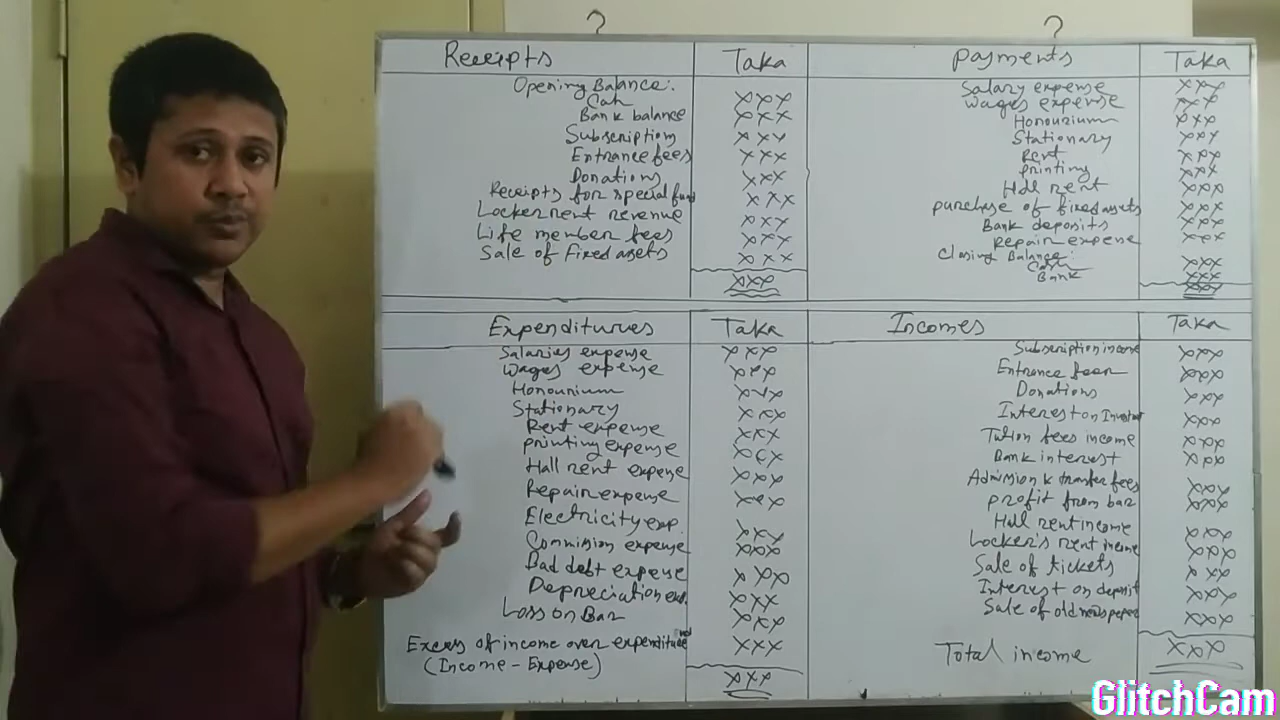 ? ?
Receipts Taka Payments Taka
Opening Balance:
Cash XXX
Bank balance XXX
Subscriptions XXX
Entrance fees XXX
Donations XXX
Receipts for special fund XXX
Locker rent revenue XXX
Life member fees XXX
Sale of Fixed assets XXX
XXX
Salary expense XXX
Wages expense XXX
Honourium XXX
Stationary XXX
Rent XXX
Printing XXX
Hall rent XXX
purchase of fixed assets XXX
Bank deposits XXX
Repair expense XXX
Closing Balance:
Cash XXX
Bank XXX
XXX
Expenditures Taka Incomes Taka
Salaries expense XXX
Wages expense XXX
Honourium XXX
Stationary XXX
Rent expense XXX
printing expense XXX
Hall rent expense XXX
Repair expense XXX
Electricity exp. XXX
Commission expense XXX
Bad debt expense XXX
Depreciation ex. XXX
Loss on Bar XXX
Excess of income over expenditure XXX
(Income - Expense)
XXX
Subscription income XXX
Entrance fees XXX
Donations XXX
Interest on XXX
Tution fees income XXX
Bank interest XXX
Admission & transfer fees XXX
profit from bar XXX
Hall rent income XXX
Locker's rent income XXX
Sale of tickets XXX
Interest on deposit XXX
Sale of old newspaper XXX
Total income XXX
GlitchCam